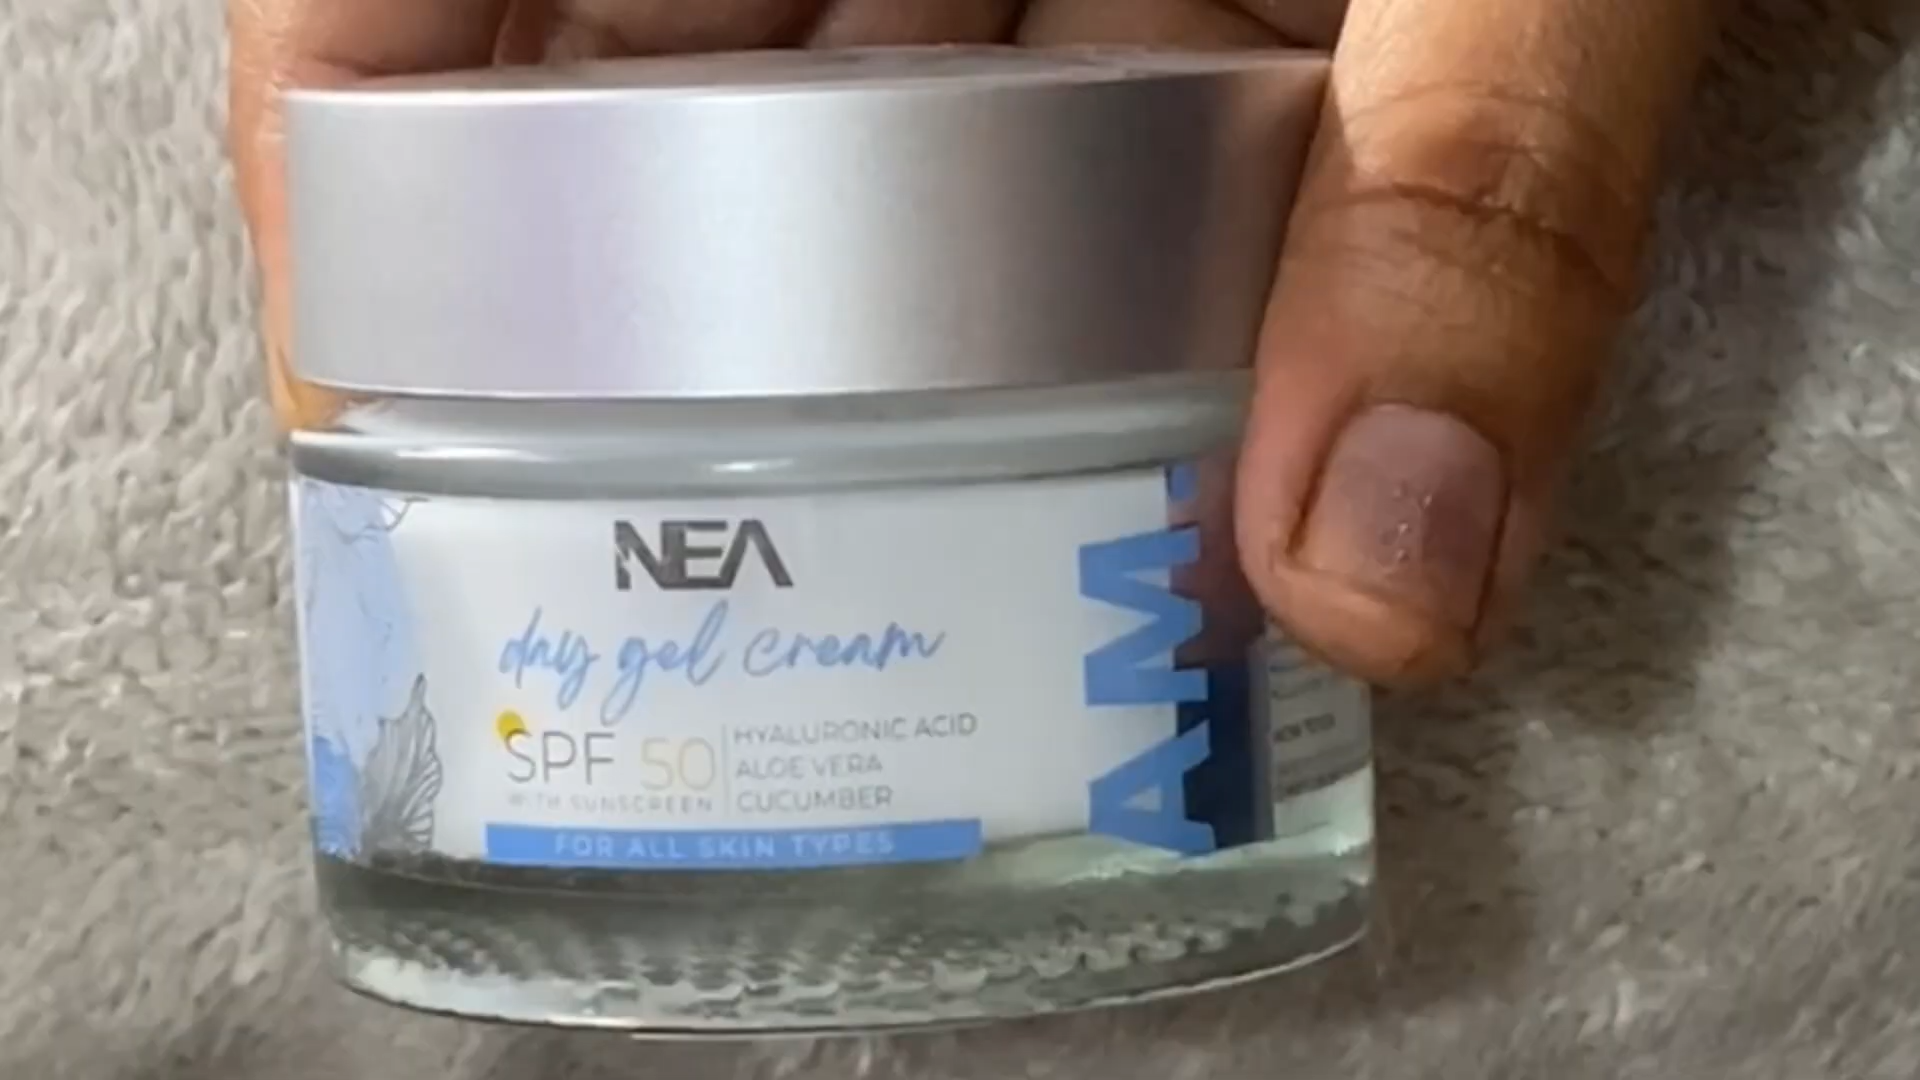 NEA
day gel cream
SPF 50
WITH SUNSCREEN
HYALURONIC ACID
ALOE VERA
CUCUMBER
FOR ALL SKIN TYPES
AM